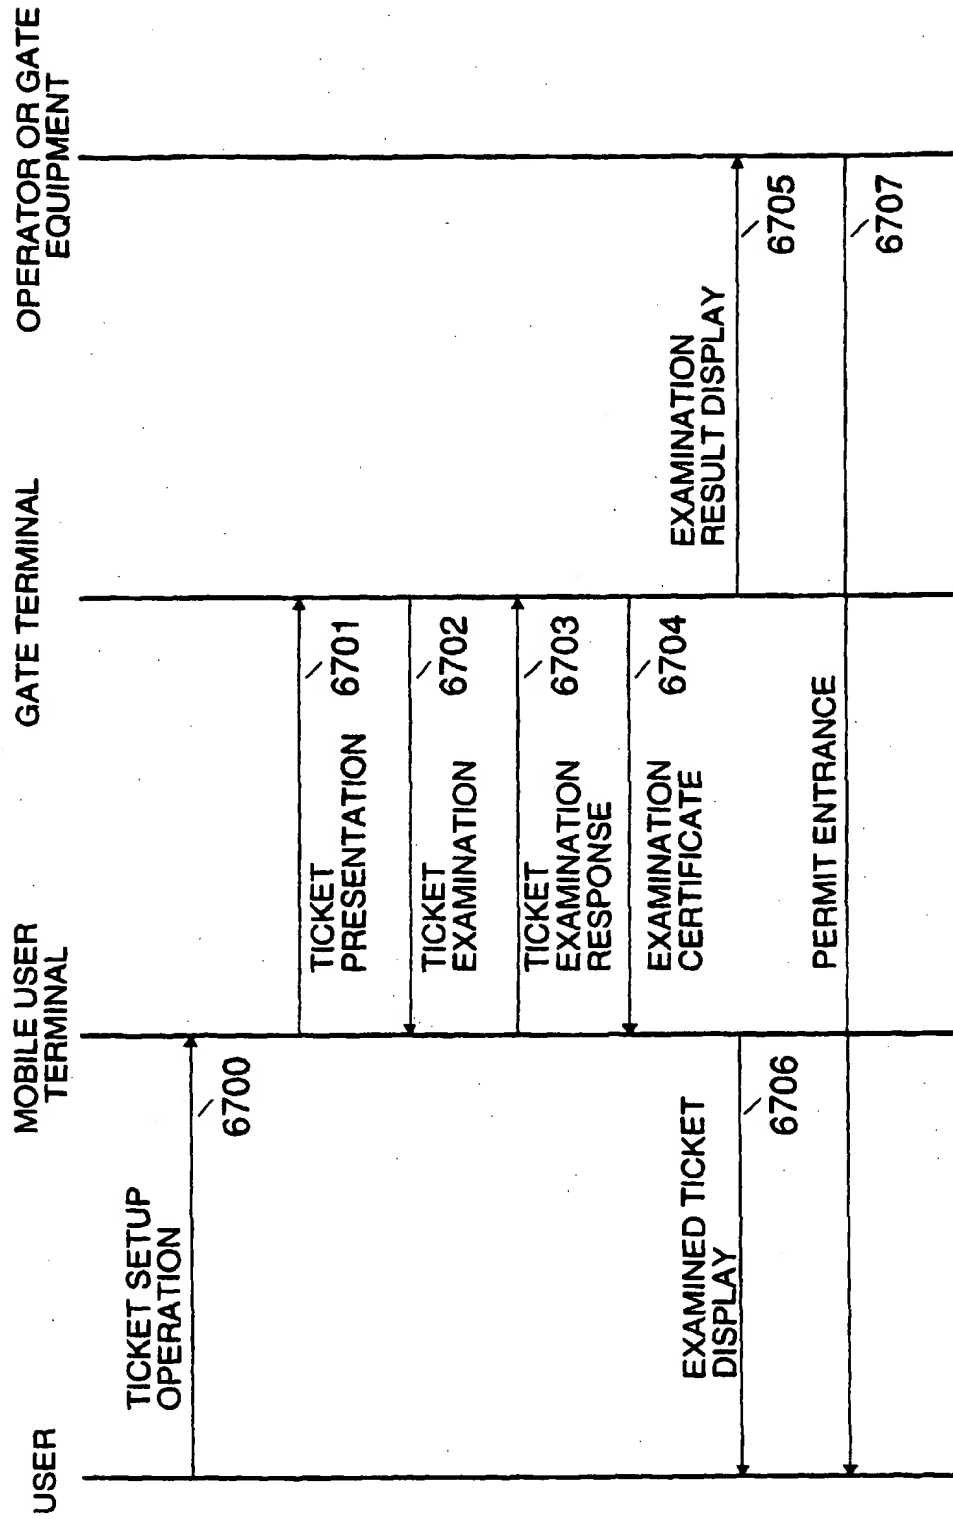 USER
MOBILE USER
TERMINAL
GATE TERMINAL
OPERATOR OR GATE
EQUIPMENT
TICKET SETUP
OPERATION
6700
TICKET
PRESENTATION
6701
TICKET
EXAMINATION
6702
TICKET
EXAMINATION
RESPONSE
6703
EXAMINATION
CERTIFICATE
6704
EXAMINATION
RESULT DISPLAY
6705
EXAMINED TICKET
DISPLAY
6706
PERMIT ENTRANCE
6707